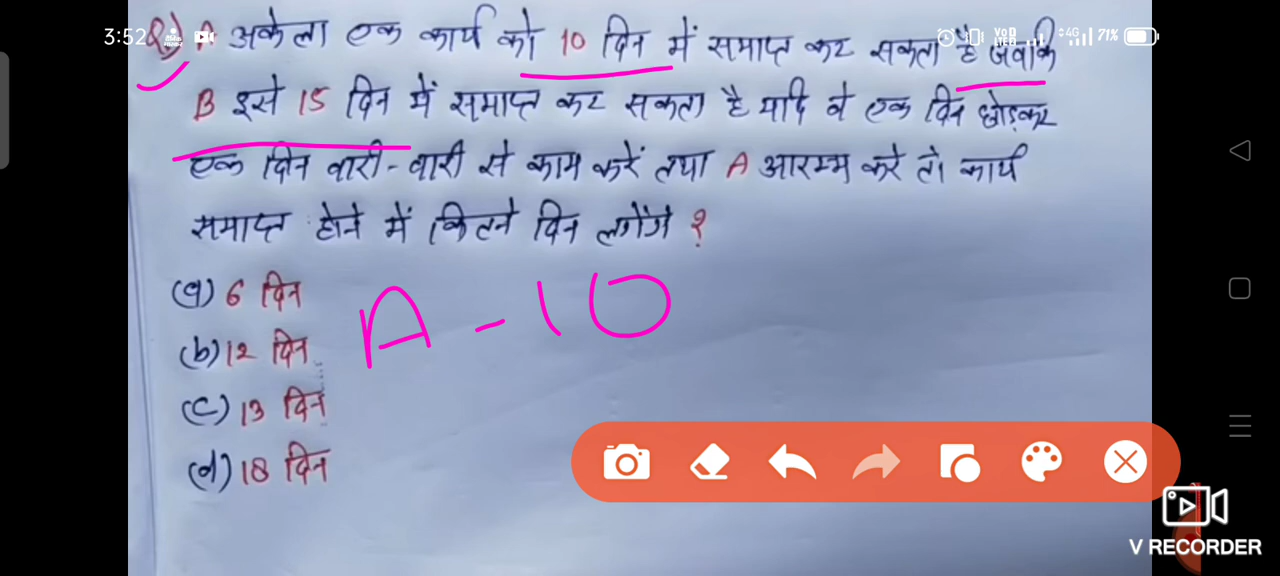 3:52 Q) A अकेला एक कार्य को 10 दिन में समाप्त कर सकता है जबकि 4G 71%
B इसे 15 दिन में समाप्त कर सकता है यदि वे एक दिन छोड़कर
एक दिन बारी-बारी से काम करें तथा A आरम्भ करे तो कार्य
समाप्त होने में कितने दिन लगेंगे ?
(a) 6 दिन
A - 10
(b) 12 दिन
(c) 13 दिन
(d) 18 दिन
V RECORDER